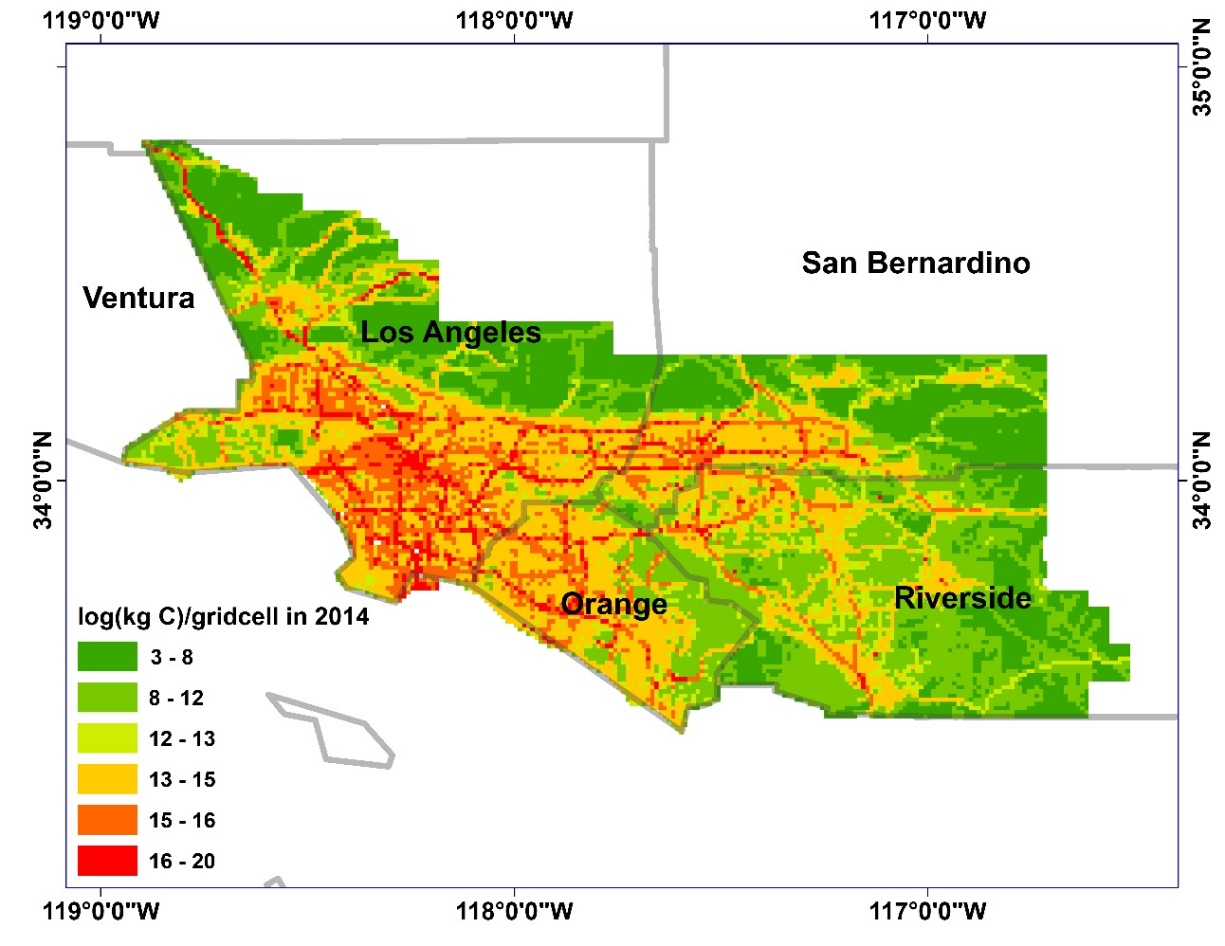 119°0'0"W 118°0'0"W 117°0'0"W
35°0'0"N
San Bernardino
Ventura
Los Angeles
34°0'0"N 34°0'0"N
Riverside
Orange
log(kg C)/gridcell in 2014
3 - 8
8 - 12
12 - 13
13 - 15
15 - 16
16 - 20
119°0'0"W 118°0'0"W 117°0'0"W